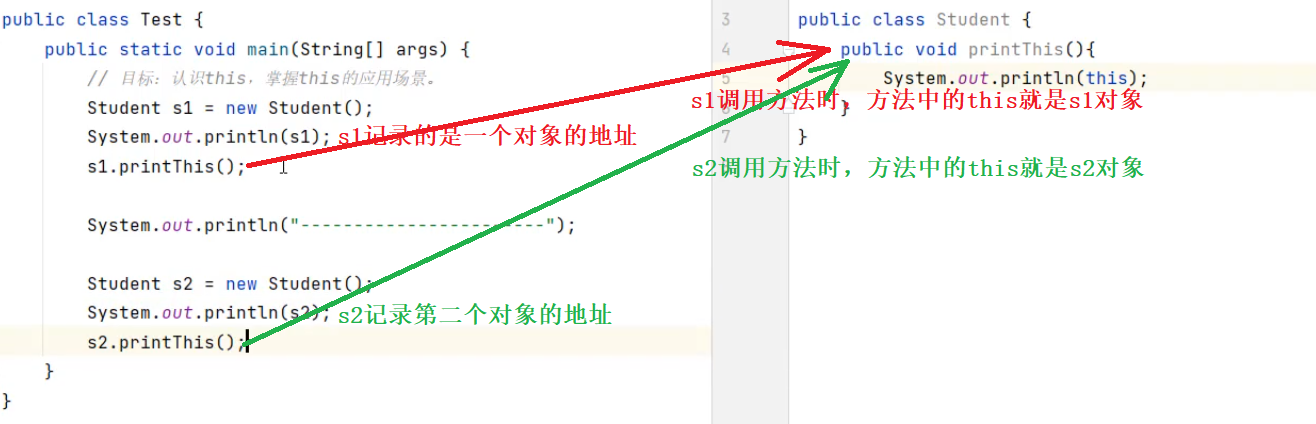 public class Test {
public static void main(String[] args) {
// 目标：认识this，掌握this的应用场景。
Student s1 = new Student();
System.out.println(s1);
s1记录的是一个对象的地址
s1.printThis();
System.out.println("-----------------------");
Student s2 = new Student();
System.out.println(s2);
s2记录第二个对象的地址
s2.printThis();
}
}
3
public class Student {
4
public void printThis(){
5
System.out.println(this);
s1调用方法时，方法中的this就是s1对象
6
}
7
}
s2调用方法时，方法中的this就是s2对象